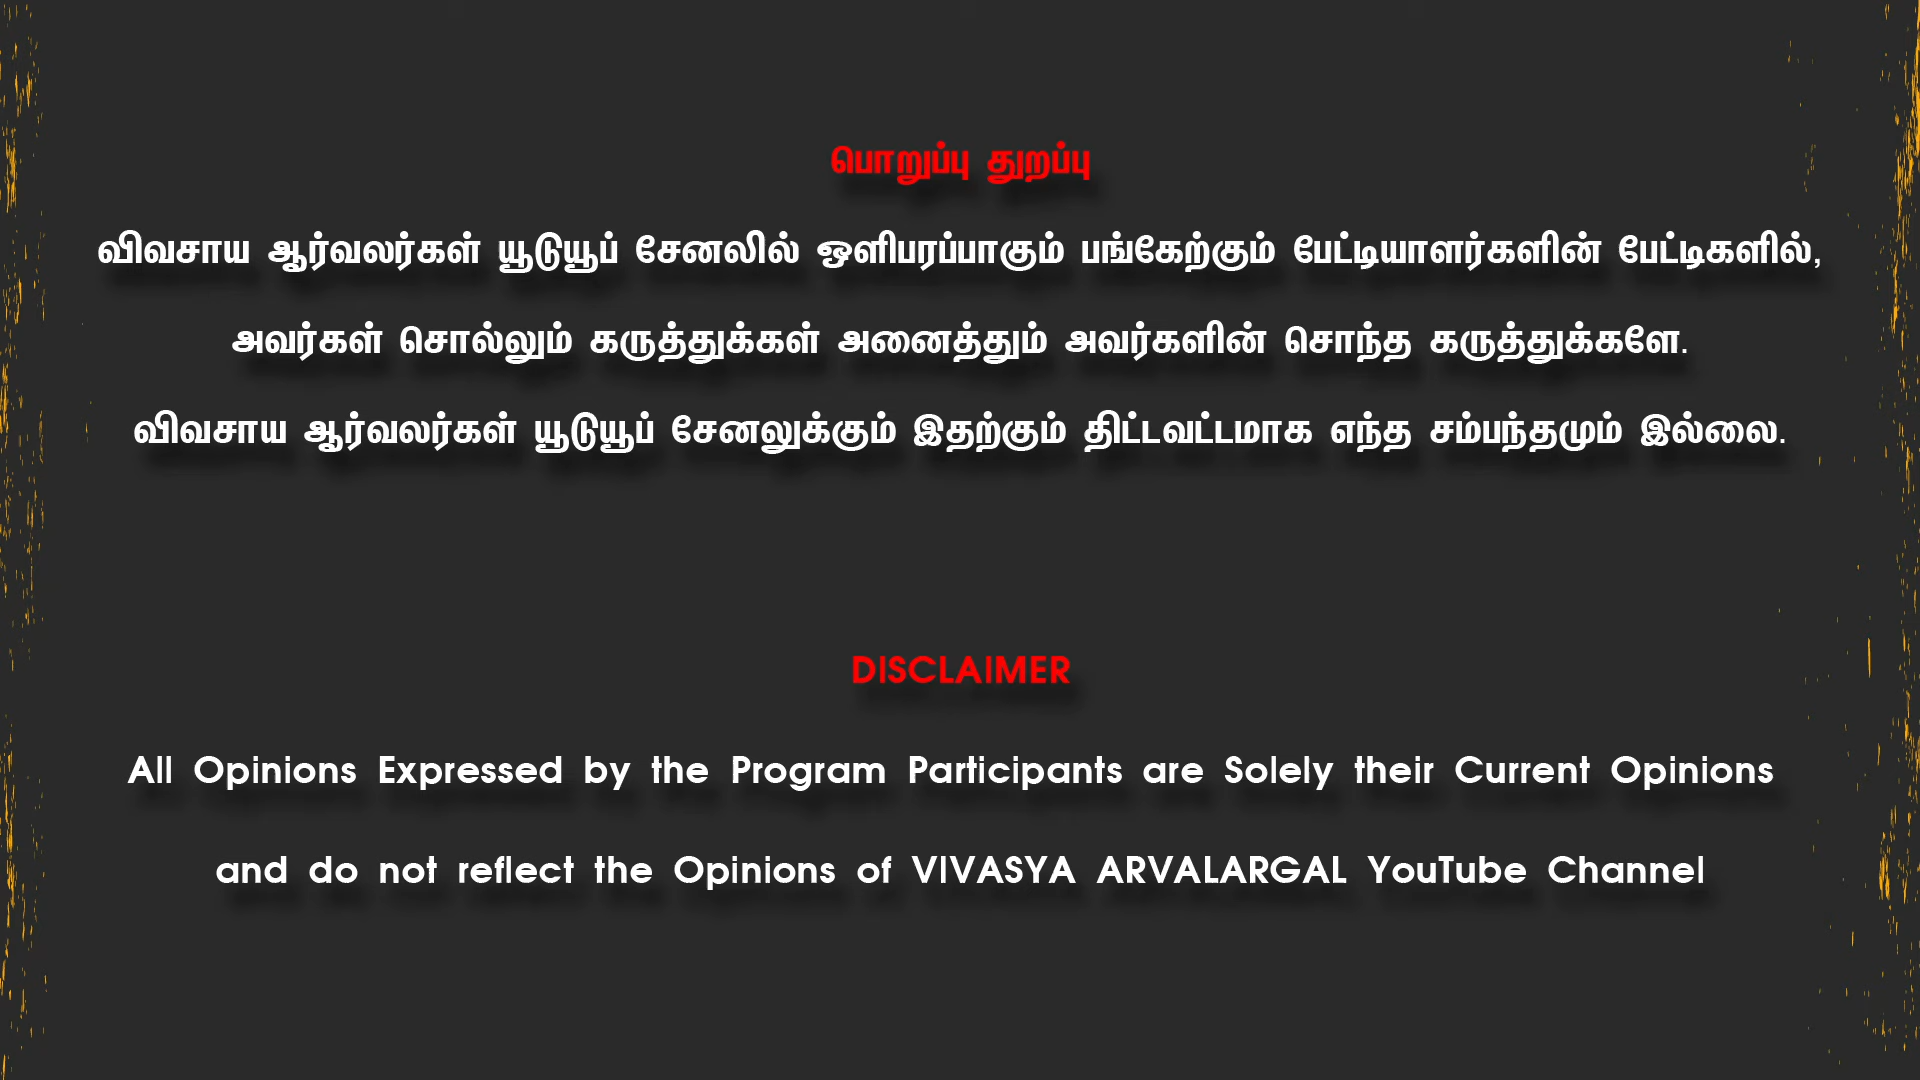 பொறுப்பு துறப்பு
விவசாய ஆர்வலர்கள் யூடுயூப் சேனலில் ஒளிபரப்பாகும் பங்கேற்கும் பேட்டியாளர்களின் பேட்டிகளில்,
அவர்கள் சொல்லும் கருத்துக்கள் அனைத்தும் அவர்களின் சொந்த கருத்துக்களே.
விவசாய ஆர்வலர்கள் யூடுயூப் சேனலுக்கும் இதற்கும் திட்டவட்டமாக எந்த சம்பந்தமும் இல்லை.
DISCLAIMER
All Opinions Expressed by the Program Participants are Solely their Current Opinions
and do not reflect the Opinions of VIVASYA ARVALARGAL YouTube Channel